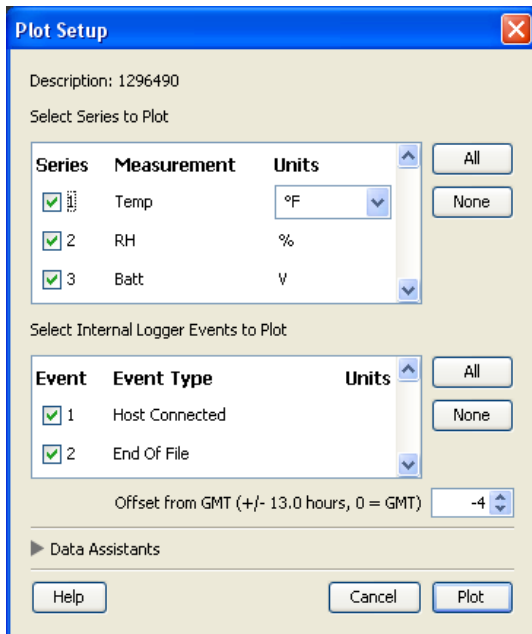 Plot Setup
Description: 1296490
Select Series to Plot
Series Measurement Units
All
1 Temp °F
None
2 RH %
3 Batt V
Select Internal Logger Events to Plot
Event Event Type Units
All
1 Host Connected
None
2 End Of File
Offset from GMT (+/- 13.0 hours, 0 = GMT) -4
Data Assistants
Help Cancel Plot